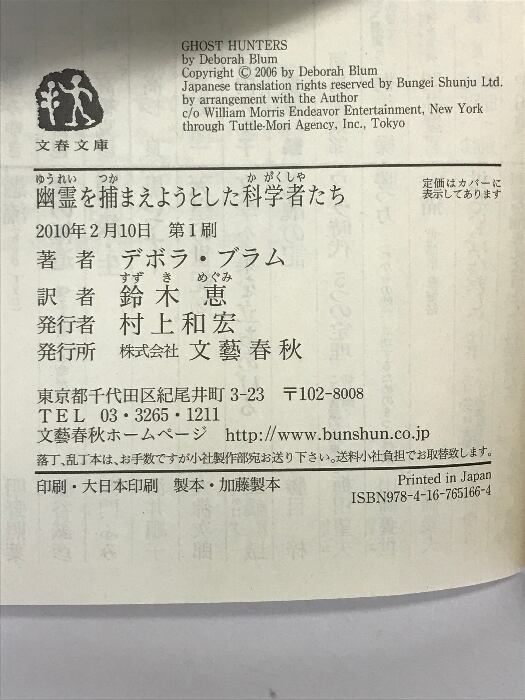 GHOST HUNTERS
by Deborah Blum
Copyright © 2006 by Deborah Blum
Japanese translation rights reserved by Bungei Shunju Ltd.
by arrangement with the Author
c/o William Morris Endeavor Entertainment, New York
through Tuttle-Mori Agency, Inc., Tokyo
文春文庫
ゆうれい つか かがくしゃ
幽霊を捕まえようとした科学者たち
定価はカバーに
表示してあります
2010年2月10日 第1刷
著者 デボラ・ブラム
すずき めぐみ
訳者 鈴木恵
発行者 村上和宏
発行所 株式会社 文藝春秋
東京都千代田区紀尾井町 3-23 〒102-8008
TEL 03・3265・1211
文藝春秋ホームページ http://www.bunshun.co.jp
落丁、乱丁本は、お手数ですが小社製作部宛お送り下さい。送料小社負担でお取替致します。
印刷・大日本印刷 製本・加藤製本
Printed in Japan
ISBN978-4-16-765166-4